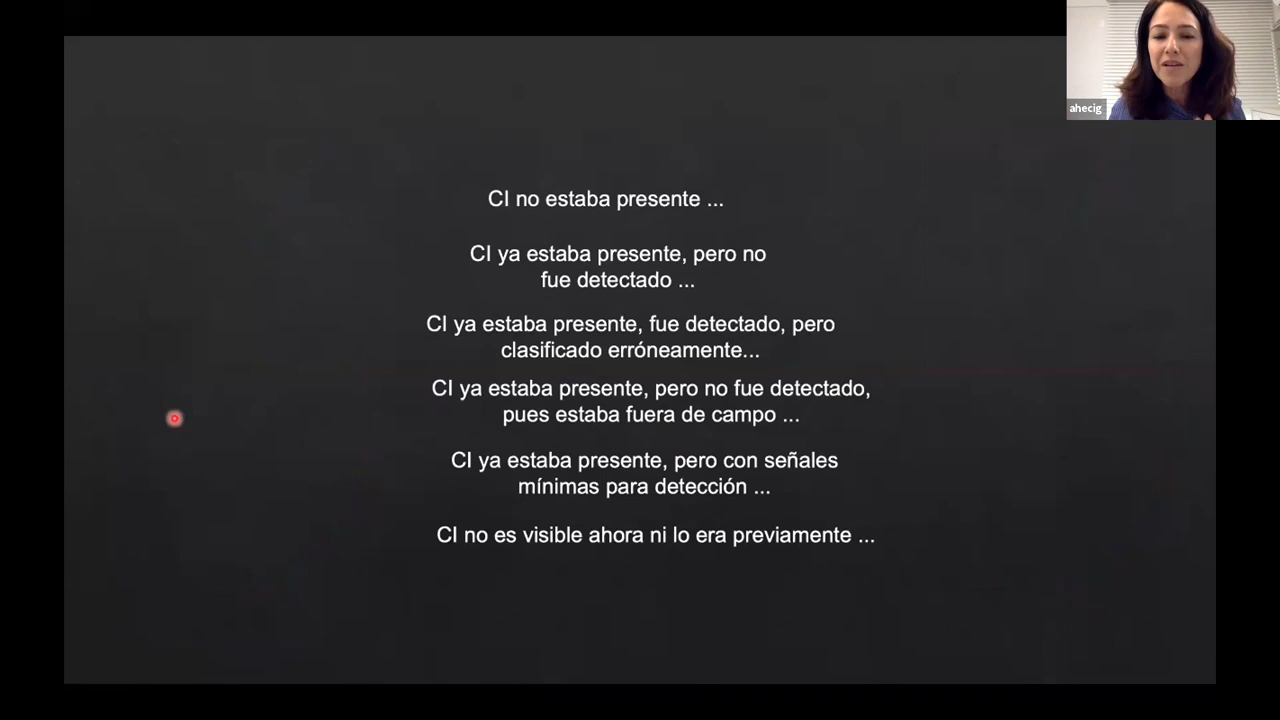 ahecig
CI no estaba presente ...
CI ya estaba presente, pero no
fue detectado ...
CI ya estaba presente, fue detectado, pero
clasificado erróneamente...
CI ya estaba presente, pero no fue detectado,
pues estaba fuera de campo ...
CI ya estaba presente, pero con señales
mínimas para detección ...
CI no es visible ahora ni lo era previamente ...